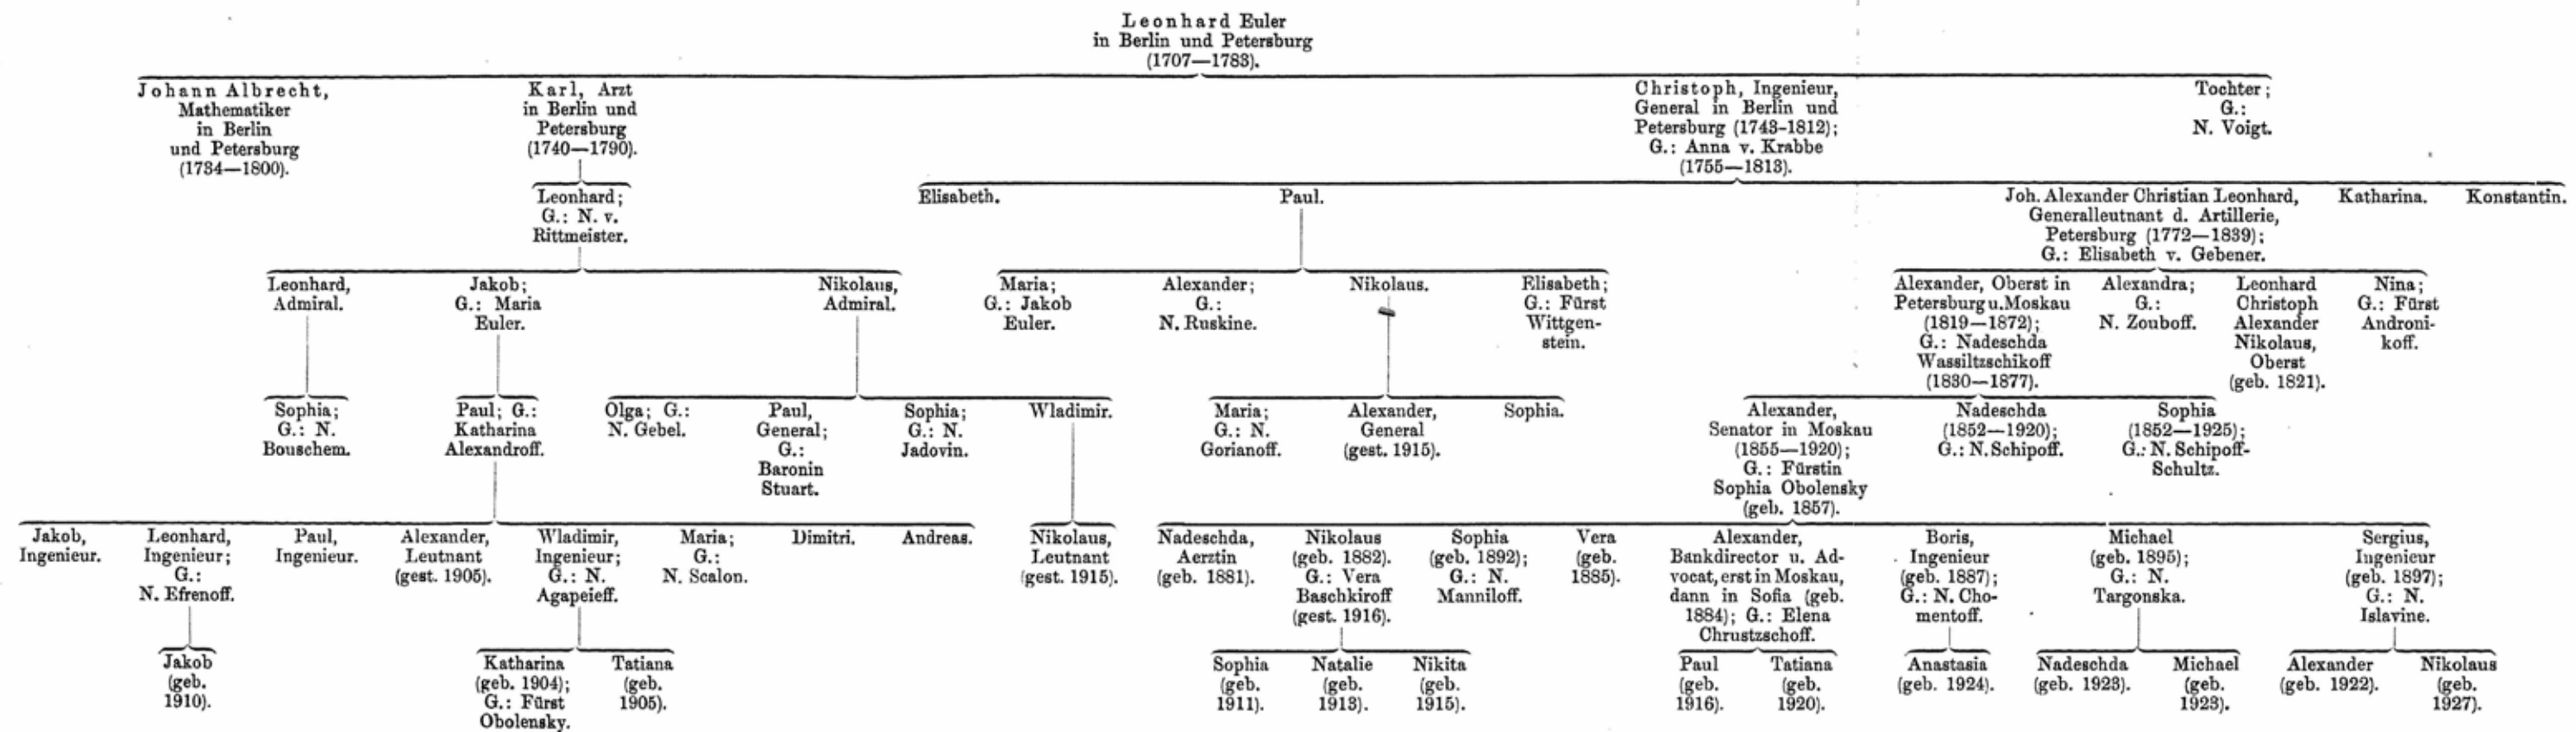 Leonhard Euler
in Berlin und Petersburg
(1707—1783).
Johann Albrecht,
Mathematiker
in Berlin
und Petersburg
(1734—1800).
Karl, Arzt
in Berlin und
Petersburg
(1740—1790).
Christoph, Ingenieur,
General in Berlin und
Petersburg (1743-1812);
G.: Anna v. Krabbe
(1755—1813).
Tochter;
G.:
N. Voigt.
Leonhard;
G.: N. v.
Rittmeister.
Elisabeth.
Paul.
Joh. Alexander Christian Leonhard,
Generalleutnant d. Artillerie,
Petersburg (1772—1839);
G.: Elisabeth v. Gebener.
Katharina.
Konstantin.
Leonhard,
Admiral.
Jakob;
G.: Maria
Euler.
Nikolaus,
Admiral.
Maria;
G.: Jakob
Euler.
Alexander;
G.:
N. Ruskine.
Nikolaus.
Elisabeth;
G.: Fürst
Wittgen-
stein.
Alexander, Oberst in
Petersburg u. Moskau
(1819—1872);
G.: Nadeschda
Wassiltzschikoff
(1830—1877).
Alexandra;
G.:
N. Zouboff.
Leonhard
Christoph
Alexander
Nikolaus,
Oberst
(geb. 1821).
Nina;
G.: Fürst
Androni-
koff.
Sophia;
G.: N.
Bouschem.
Paul; G.:
Katharina
Alexandroff.
Olga; G.:
N. Gebel.
Paul,
General;
G.:
Baronin
Stuart.
Sophia;
G.: N.
Jadovin.
Wladimir.
Maria;
G.: N.
Gorianoff.
Alexander,
General
(gest. 1915).
Sophia.
Alexander,
Senator in Moskau
(1855—1920);
G.: Fürstin
Sophia Obolensky
(geb. 1857).
Nadeschda
(1852—1920);
G.: N. Schipoff.
Sophia
(1852—1925);
G.: N. Schipoff-
Schultz.
Jakob,
Ingenieur.
Leonhard,
Ingenieur;
G.:
N. Efrenoff.
Paul,
Ingenieur.
Alexander,
Leutnant
(gest. 1905).
Wladimir,
Ingenieur;
G.: N.
Agapeieff.
Maria;
G.:
N. Scalon.
Dimitri.
Andreas.
Nikolaus,
Leutnant
(gest. 1915).
Nadeschda,
Aerztin
(geb. 1881).
Nikolaus
(geb. 1882).
G.: Vera
Baschkiroff
(gest. 1916).
Sophia
(geb. 1892);
G.: N.
Manniloff.
Vera
(geb.
1885).
Alexander,
Bankdirector u. Ad-
vocat, erst in Moskau,
dann in Sofia (geb.
1884); G.: Elena
Chrustzschoff.
Boris,
Ingenieur
(geb. 1887);
G.: N. Cho-
mentoff.
Michael
(geb. 1895);
G.: N.
Targonska.
Sergius,
Ingenieur
(geb. 1897);
G.: N.
Islavine.
Jakob
(geb.
1910).
Katharina
(geb. 1904);
G.: Fürst
Obolensky.
Tatiana
(geb.
1905).
Sophia
(geb.
1911).
Natalie
(geb.
1913).
Nikita
(geb.
1915).
Paul
(geb.
1916).
Tatiana
(geb.
1920).
Anastasia
(geb. 1924).
Nadeschda
(geb. 1923).
Michael
(geb.
1923).
Alexander
(geb. 1922).
Nikolaus
(geb.
1927).